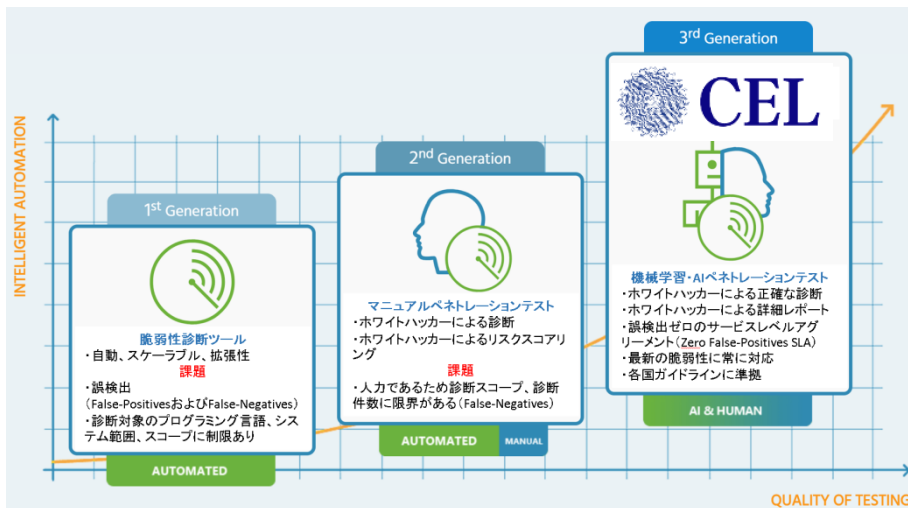 INTELLIGENT AUTOMATION
1st Generation
脆弱性診断ツール
・自動、スケーラブル、拡張性
課題
・誤検出
(False-PositivesおよびFalse-Negatives)
・診断対象のプログラミング言語、シス
テム範囲、スコープに制限あり
AUTOMATED
2nd Generation
マニュアルペネトレーションテスト
・ホワイトハッカーによる診断
・ホワイトハッカーによるリスクスコアリ
ング
課題
・人力であるため診断スコープ、診断
件数に限界がある(False-Negatives)
AUTOMATED
MANUAL
3rd Generation
CEL
機械学習・AIペネトレーションテスト
・ホワイトハッカーによる正確な診断
・ホワイトハッカーによる詳細レポート
・誤検出ゼロのサービスレベルアグ
リーメント(Zero False-Positives SLA)
・最新の脆弱性に常に対応
・各国ガイドラインに準拠
AI & HUMAN
QUALITY OF TESTING